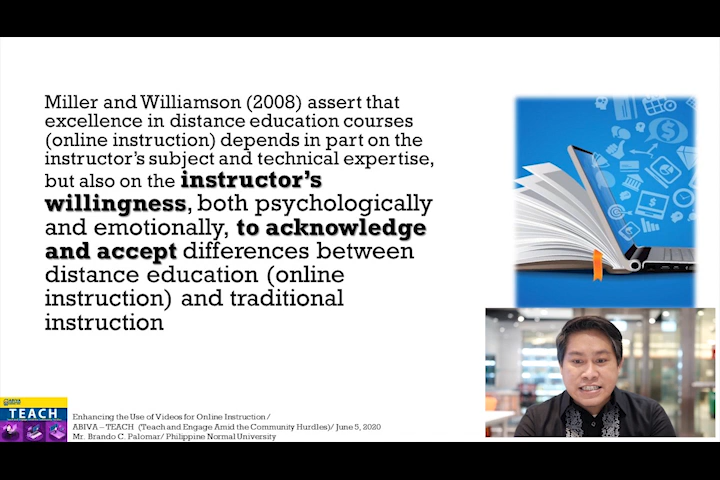 Miller and Williamson (2008) assert that
excellence in distance education courses
(online instruction) depends in part on the
instructor's subject and technical expertise,
but also on the instructor's
willingness, both psychologically
and emotionally, to acknowledge
and accept differences between
distance education (online
instruction) and traditional
instruction
ABIVA
TEACH
Enhancing the Use of Videos for Online Instruction/
ABIVA – TEACH (Teach and Engage Amid the Community Hurdles)/ June 5, 2020
Mr. Brando C. Palomar/ Philippine Normal University